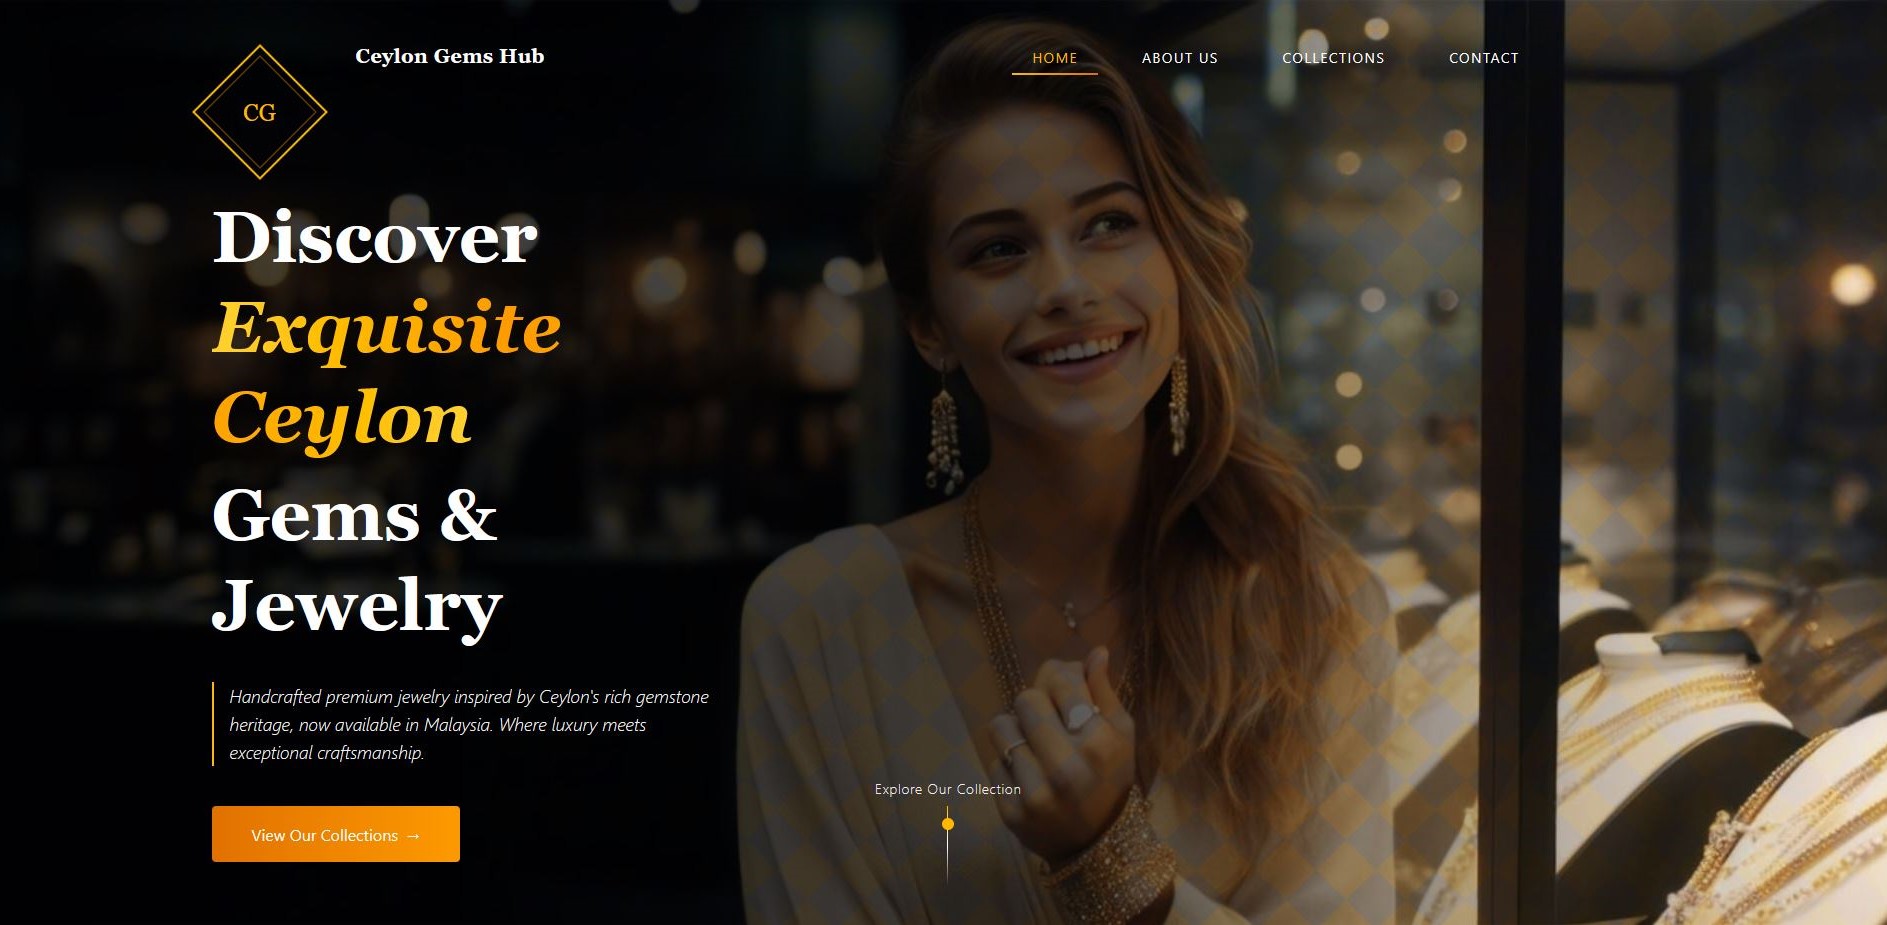 CG
Ceylon Gems Hub
HOME
ABOUT US
COLLECTIONS
CONTACT
Discover
Exquisite
Ceylon
Gems &
Jewelry
Handcrafted premium jewelry inspired by Ceylon's rich gemstone
heritage, now available in Malaysia. Where luxury meets
exceptional craftsmanship.
View Our Collections →
Explore Our Collection